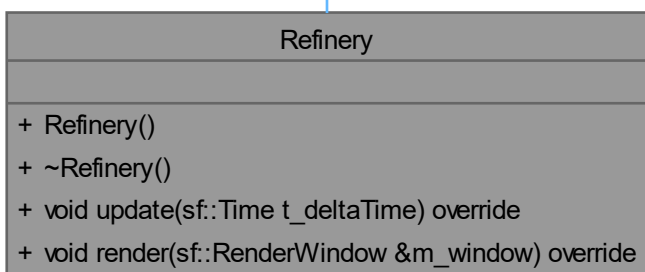 Refinery
+ Refinery()
+ ~Refinery()
+ void update(sf::Time t_deltaTime) override
+ void render(sf::RenderWindow &m_window) override